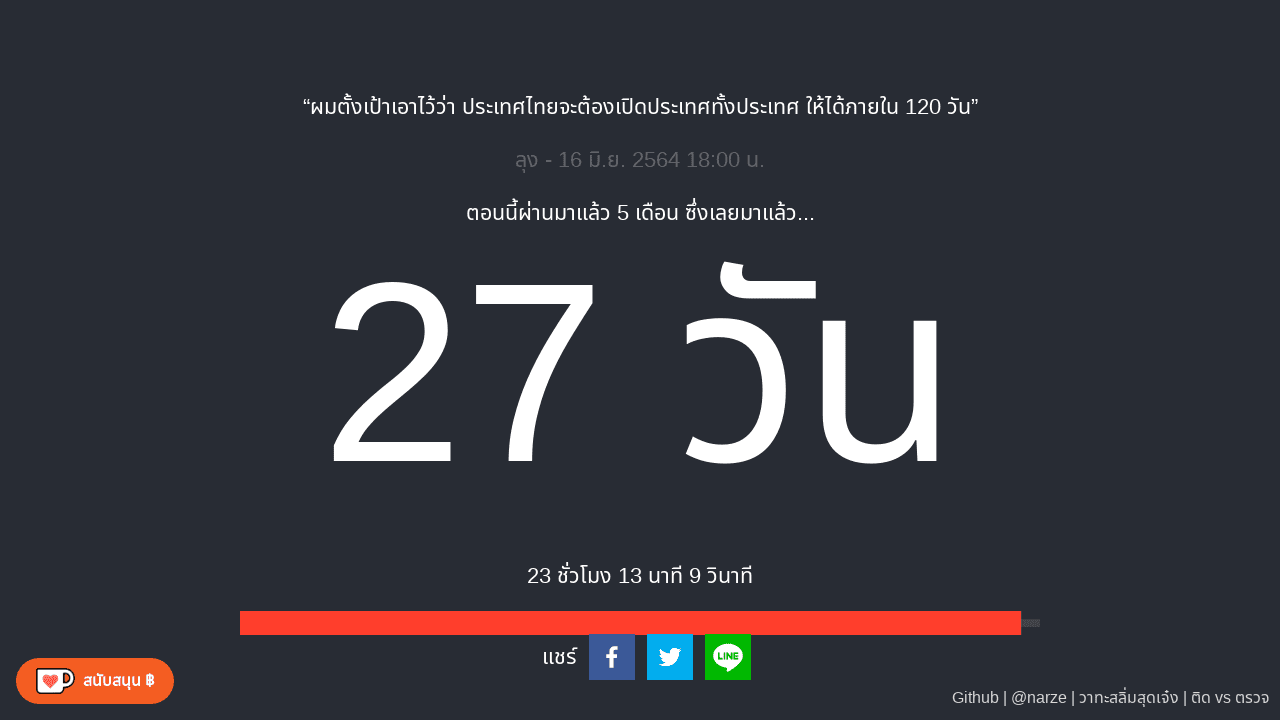 “ผมตั้งเป้าเอาไว้ว่า ประเทศไทยจะต้องเปิดประเทศทั้งประเทศ ให้ได้ภายใน 120 วัน”
ลุง - 16 มิ.ย. 2564 18:00 น.
ตอนนี้ผ่านมาแล้ว 5 เดือน ซึ่งเลยมาแล้ว...
27 วัน
23 ชั่วโมง 13 นาที 9 วินาที
แชร์ LINE
สนับสนุน ฿
Github | @narze | วาทะสลิ่มสุดเจ๋ง | ติด vs ตรวจ